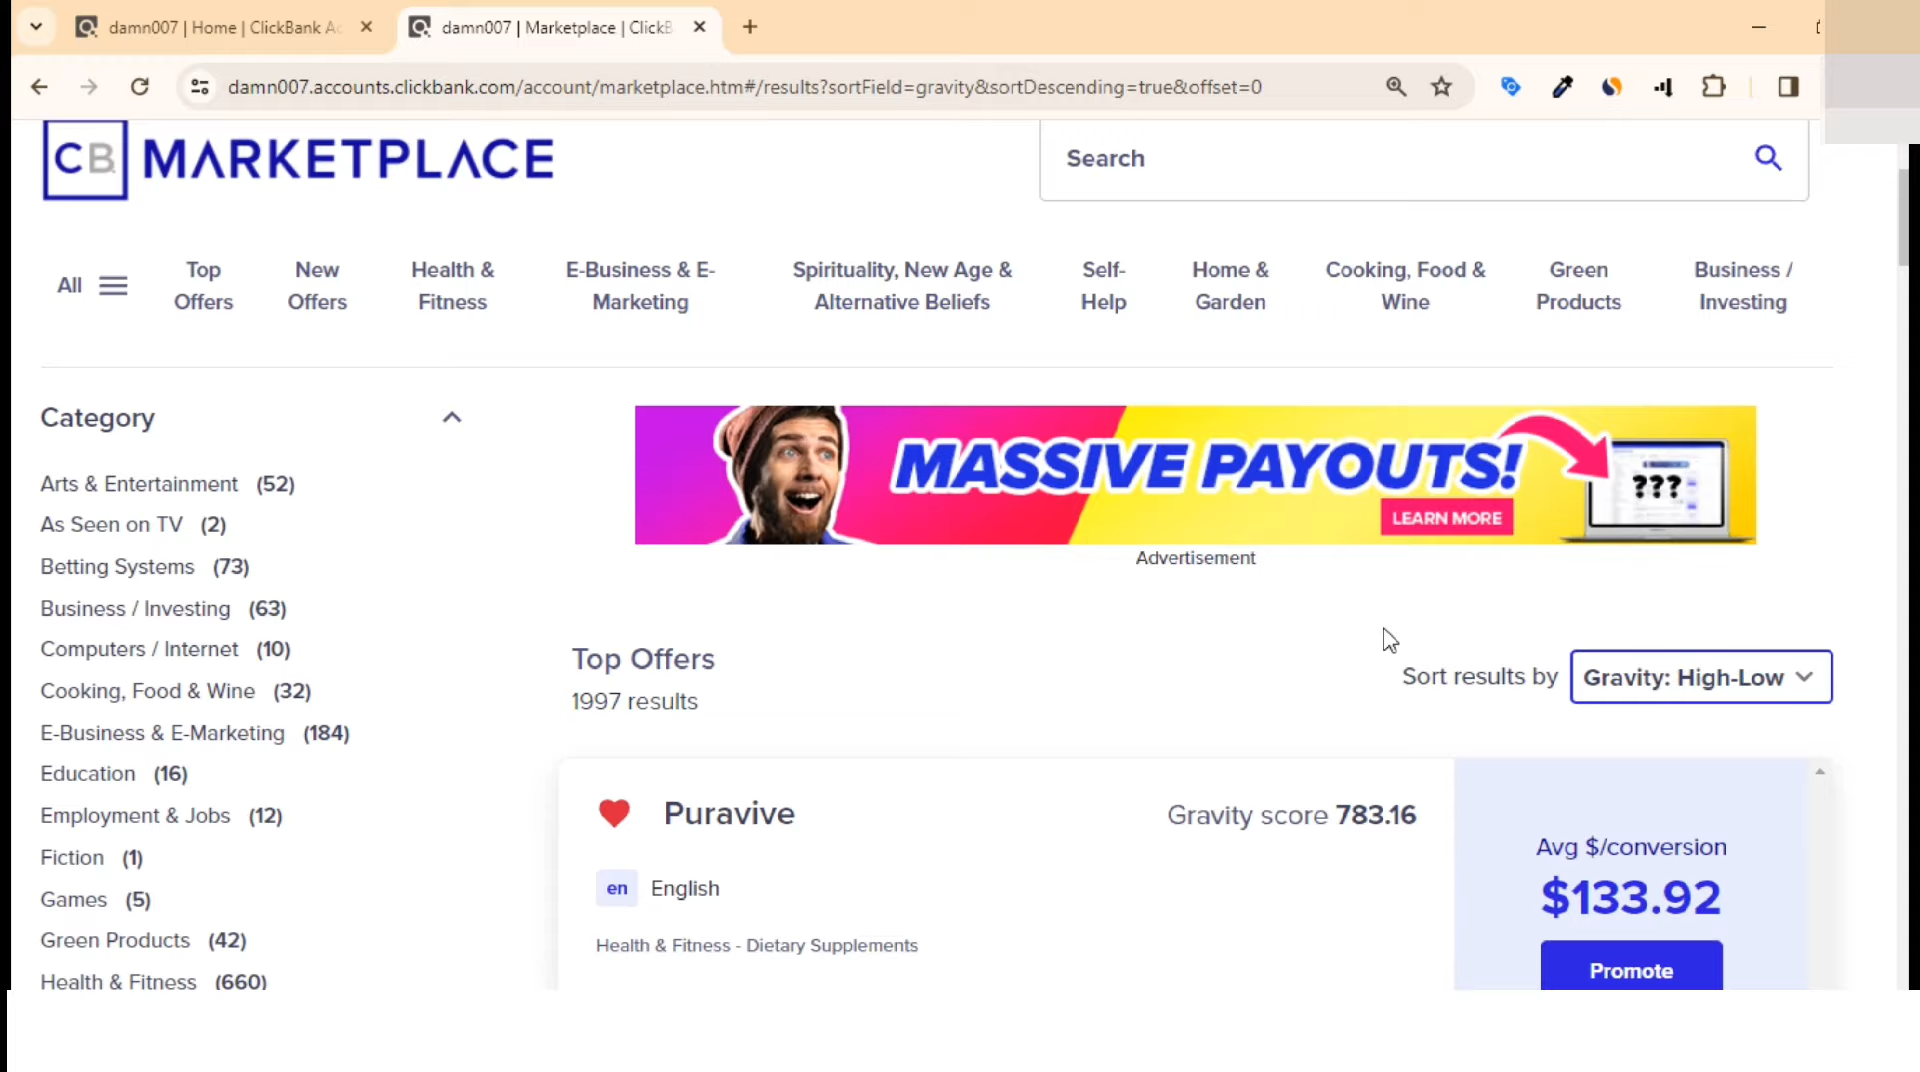 damn007 | Home | ClickBank Ac
damn007 | Marketplace | ClickB
damn007.accounts.clickbank.com/account/marketplace.htm#/results?sortField=gravity&sortDescending=true&offset=0
CB MARKETPLACE
Search
All
Top Offers
New Offers
Health & Fitness
E-Business & E-Marketing
Spirituality, New Age & Alternative Beliefs
Self-Help
Home & Garden
Cooking, Food & Wine
Green Products
Business / Investing
Category
Arts & Entertainment (52)
As Seen on TV (2)
Betting Systems (73)
Business / Investing (63)
Computers / Internet (10)
Cooking, Food & Wine (32)
E-Business & E-Marketing (184)
Education (16)
Employment & Jobs (12)
Fiction (1)
Games (5)
Green Products (42)
Health & Fitness (660)
MASSIVE PAYOUTS!
LEARN MORE
???
Advertisement
Top Offers
1997 results
Sort results by Gravity: High-Low
Puravive
Gravity score 783.16
en English
Health & Fitness - Dietary Supplements
Avg $/conversion
$133.92
Promote